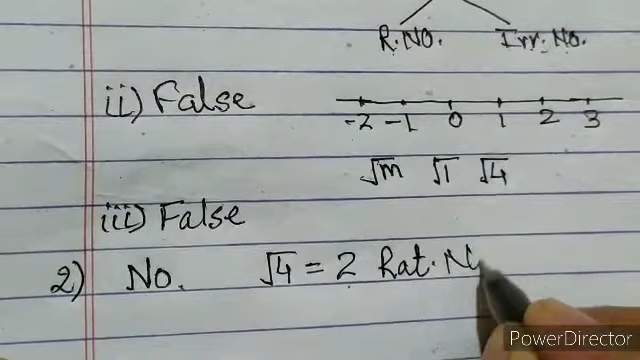 R.No. Irr. No.
ii) False
-2 -1 0 1 2 3
√m √1 √4
iii) False
2) No. √4 = 2 Rat. N
PowerDirector